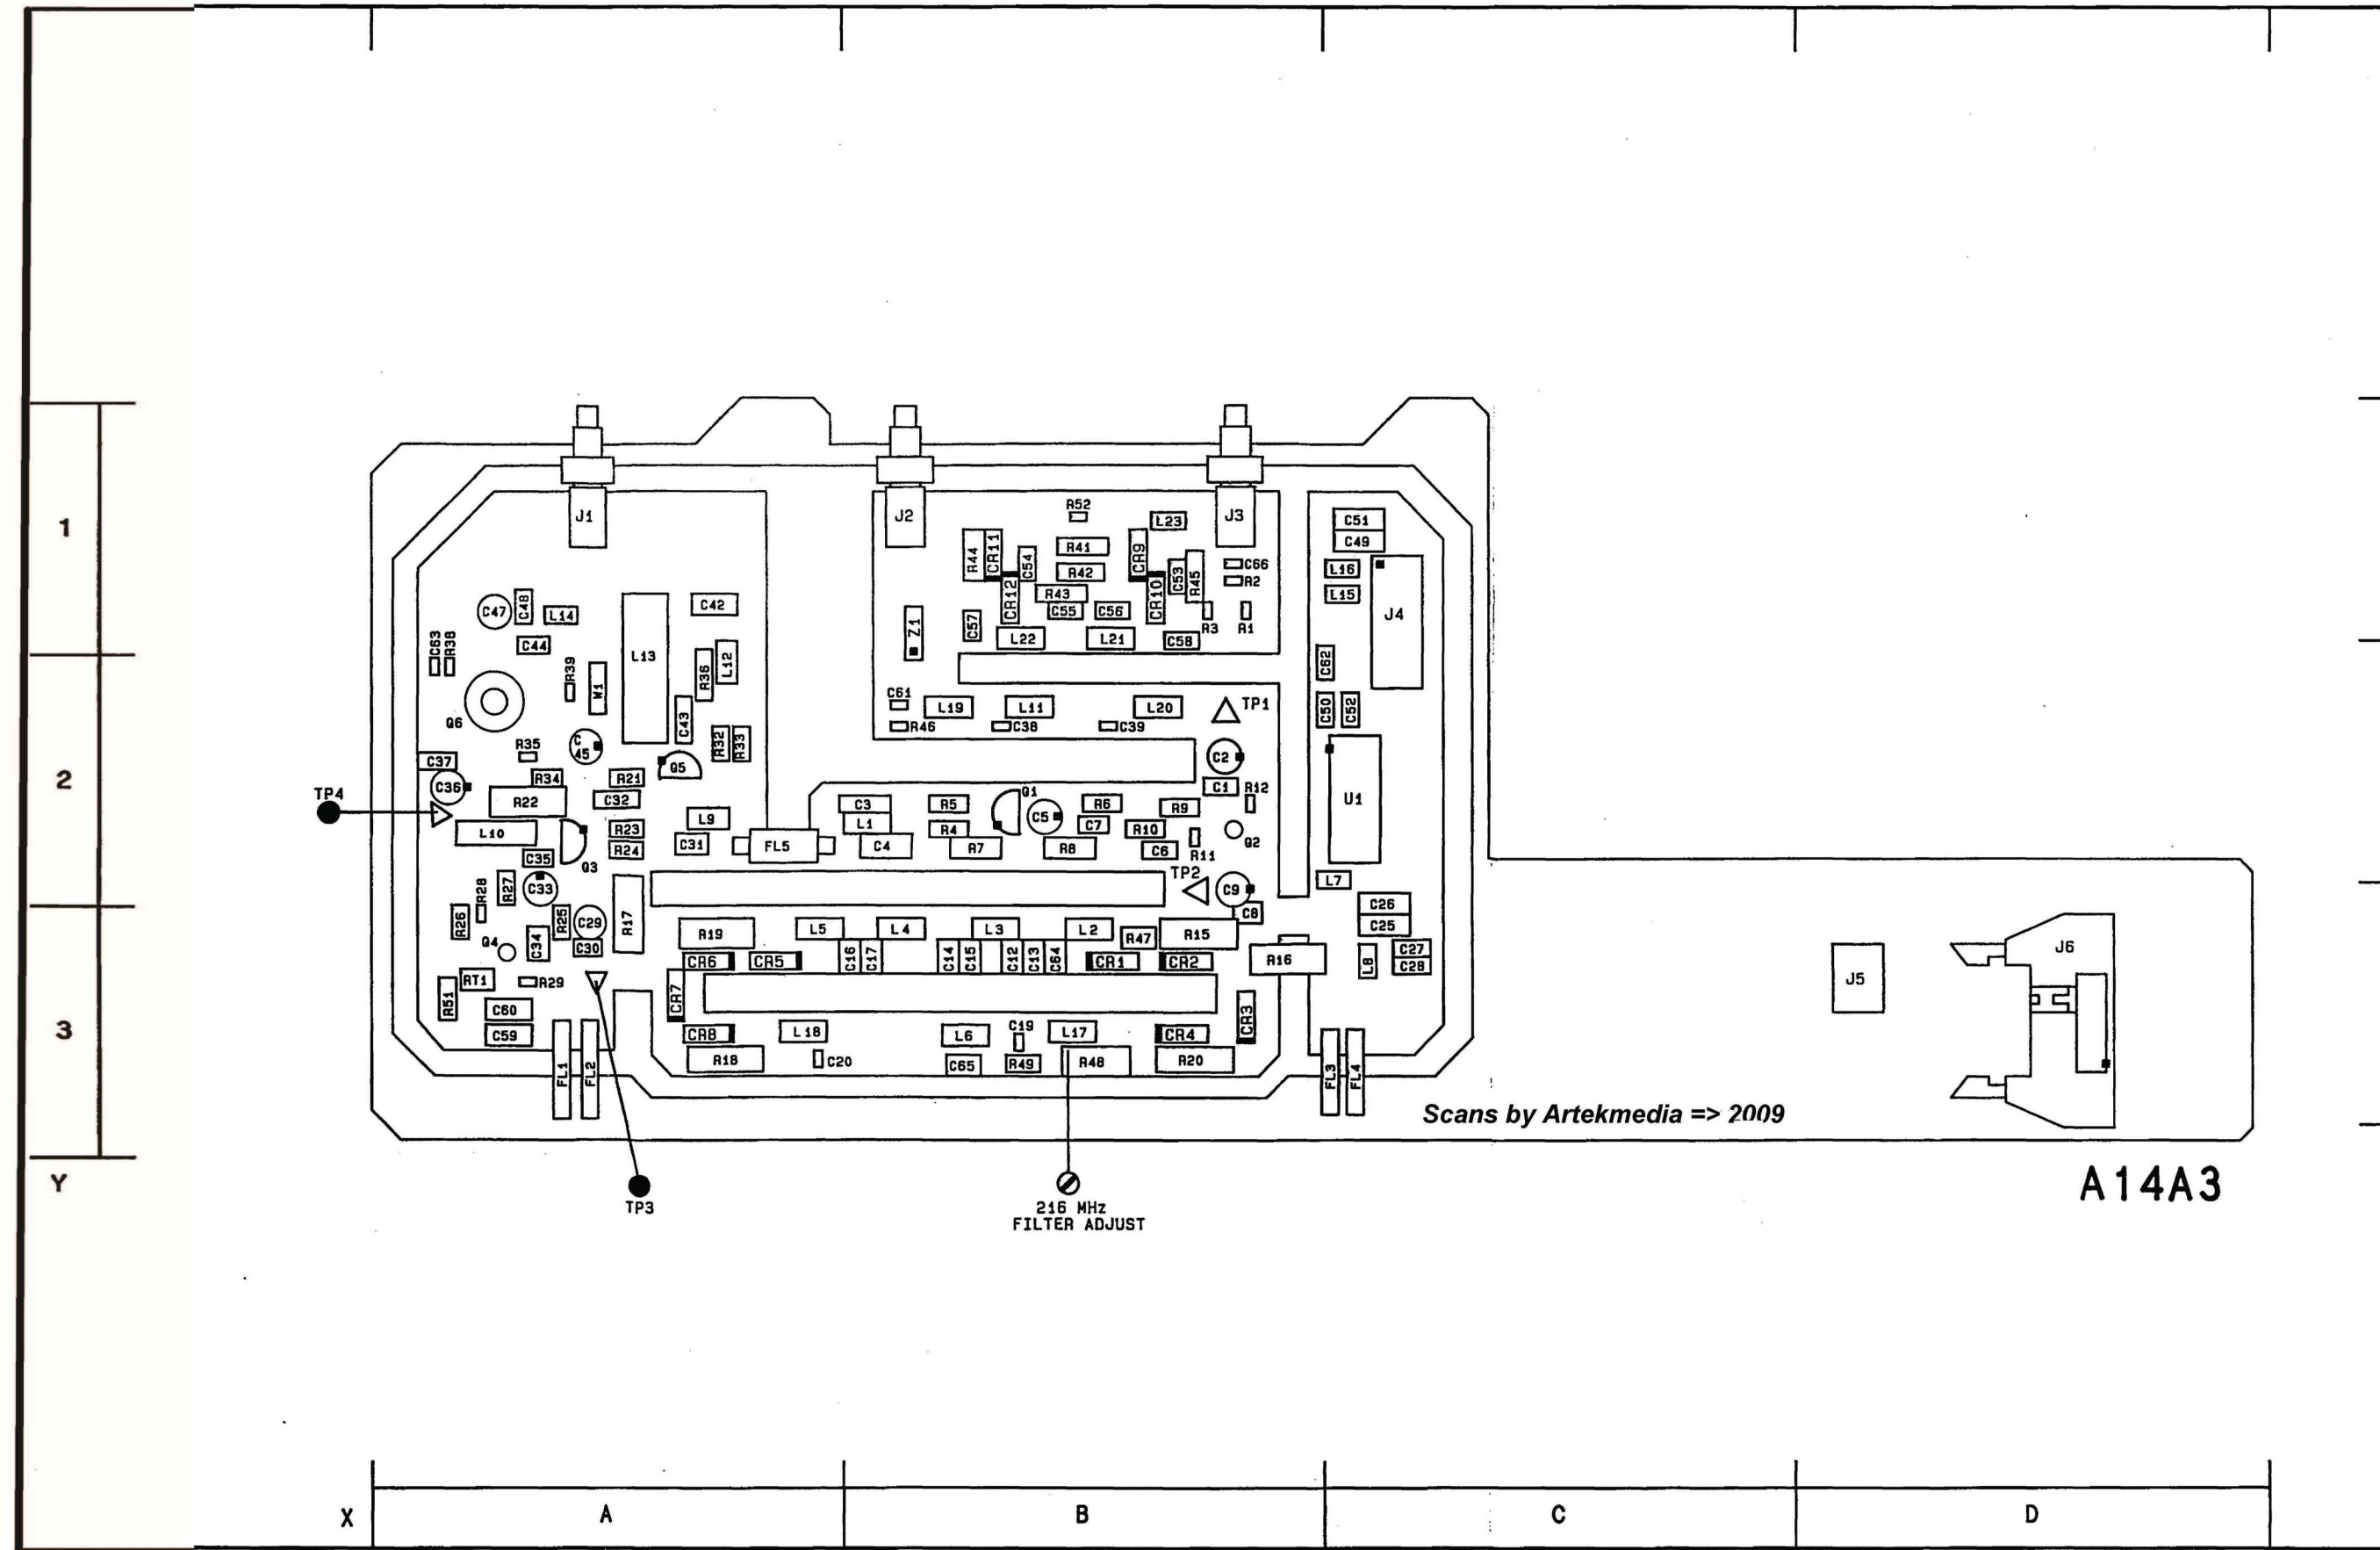 1
J1
J2
J3
R52
L23
C51
C49
R44
CR11
C54
R41
CR9
R42
C53
R45
C66
R2
L16
L15
J4
CR12
R43
CR10
C55
C56
R3
R1
C57
L22
L21
C58
Z1
C47
C48
L14
C42
C63
R38
C44
L13
R36
L12
R39
W1
C62
C61
L19
L11
L20
TP1
R46
C38
C39
C50
C52
Q6
C43
R32
R33
R35
C
45
Q5
C2
2
C37
C36
R34
R21
TP4
R22
C32
C1
R12
U1
C3
R5
Q1
C5
R6
R9
L10
R23
L9
L1
R4
C7
R10
Q2
R24
C31
FL5
C4
R7
R8
C6
R11
C35
Q3
R28
R27
C33
TP2
C9
L7
C8
C26
C25
R26
R25
C29
R17
R19
L5
L4
L3
L2
R47
R15
Q4
C34
C30
C16
C17
C14
C15
C12
C13
C64
R16
L8
C27
C28
CR6
CR5
CR1
CR2
J6
RT1
R29
J5
R51
C60
C59
CR7
CR3
3
CR8
L18
L6
C19
L17
CR4
R18
C20
C65
R49
R48
R20
FL1
FL2
FL3
FL4
Scans by Artekmedia => 2009
Y
A14A3
TP3
216 MHz
FILTER ADJUST
X
A
B
C
D